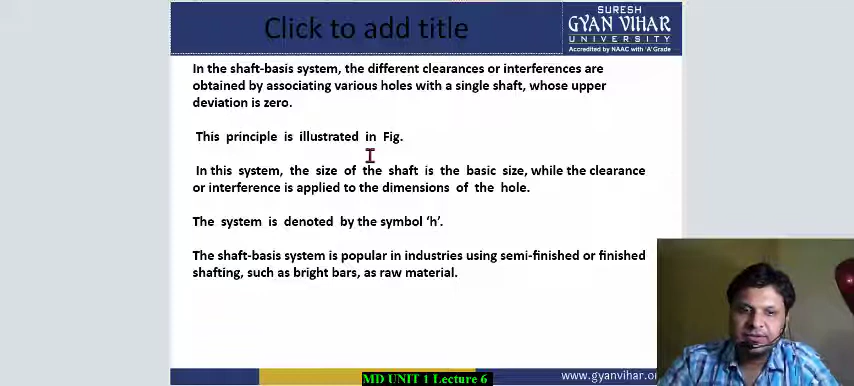 Click to add title
SURESH
GYAN VIHAR
UNIVERSITY
Accredited by NAAC with 'A' Grade
In the shaft-basis system, the different clearances or interferences are
obtained by associating various holes with a single shaft, whose upper
deviation is zero.
This principle is illustrated in Fig.
In this system, the size of the shaft is the basic size, while the clearance
or interference is applied to the dimensions of the hole.
The system is denoted by the symbol ‘h’.
The shaft-basis system is popular in industries using semi-finished or finished
shafting, such as bright bars, as raw material.
MD UNIT 1 Lecture 6
www.gyanvihar.o